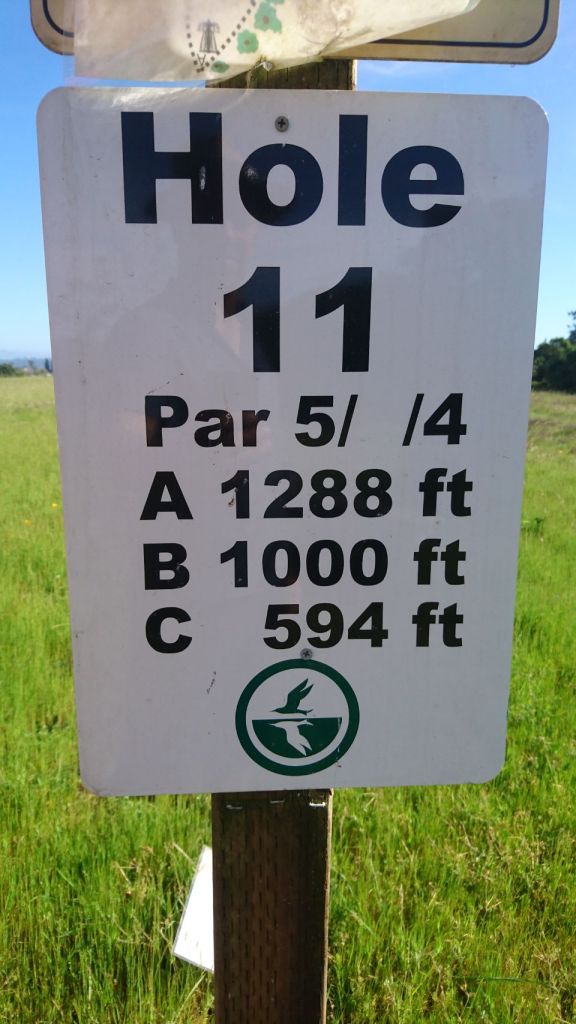 Hole
11
Par 5/ /4
A 1288 ft
B 1000 ft
C 594 ft